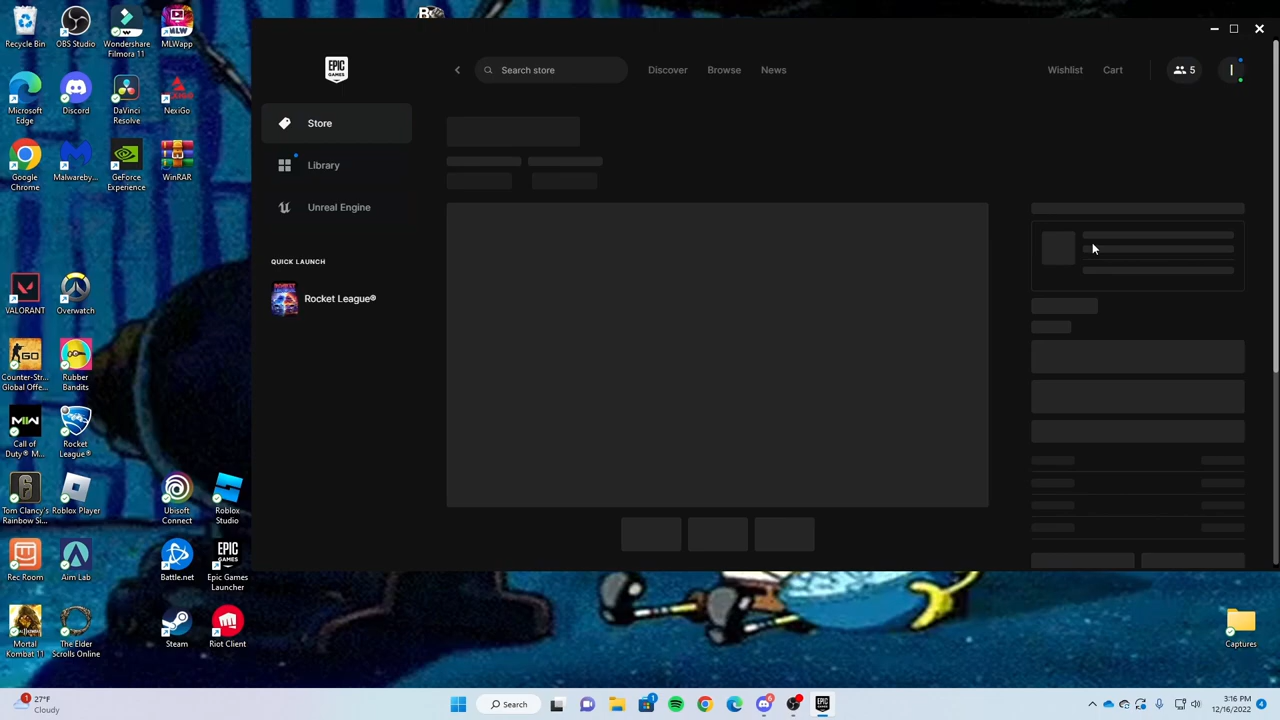 Recycle Bin
OBS Studio
Wondershare
Filmora 11
MLWapp
Microsoft
Edge
Discord
DaVinci
Resolve
NexiGo
Google
Chrome
Malwareby...
GeForce
Experience
WinRAR
VALORANT
Overwatch
Counter-Str...
Global Offe...
Rubber
Bandits
Call of
Duty® M...
Rocket
League®
Tom Clancy's
Rainbow Si...
Roblox Player
Ubisoft
Connect
Roblox
Studio
Rec Room
Aim Lab
Battle.net
Epic Games
Launcher
Mortal
Kombat 11
The Elder
Scrolls Online
Steam
Riot Client
EPIC
GAMES
Search store
Discover
Browse
News
Wishlist
Cart
5
I
Store
Library
Unreal Engine
QUICK LAUNCH
Rocket League®
Captures
27°F
Cloudy
Search
12/16/2022